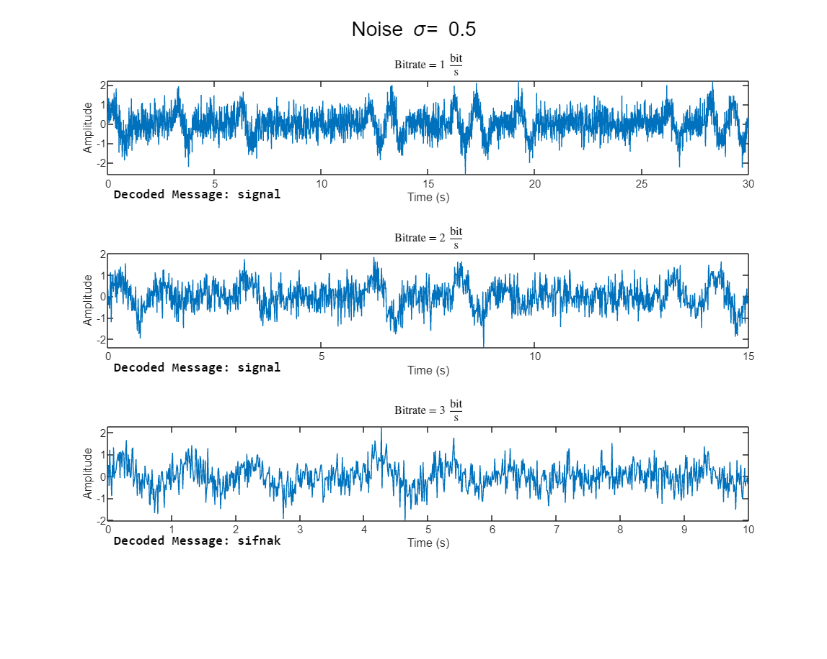 Noise σ= 0.5
Bitrate = 1 bit/s
Amplitude
2
1
0
-1
-2
0 5 10 15 20 25 30
Time (s)
Decoded Message: signal
Bitrate = 2 bit/s
Amplitude
2
1
0
-1
-2
0 5 10 15
Time (s)
Decoded Message: signal
Bitrate = 3 bit/s
Amplitude
2
1
0
-1
-2
0 1 2 3 4 5 6 7 8 9 10
Time (s)
Decoded Message: sifnak